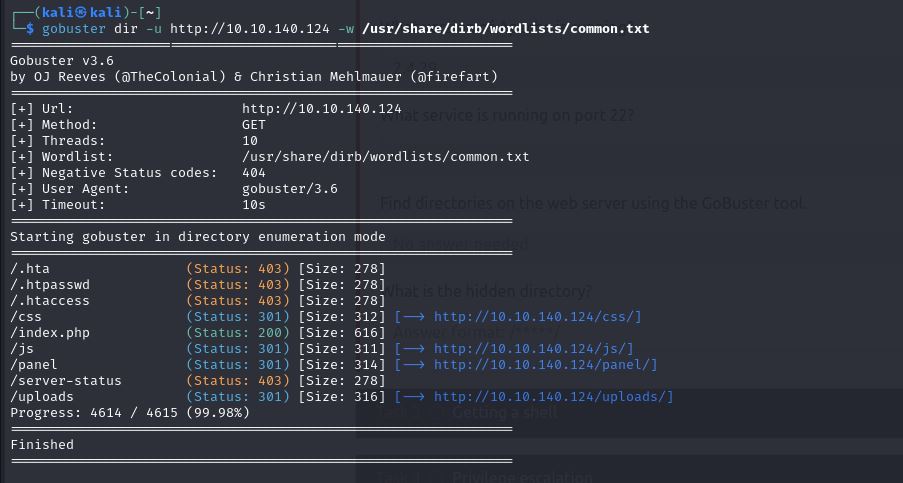 (kali㉿kali)-[~]
$ gobuster dir -u http://10.10.140.124 -w /usr/share/dirb/wordlists/common.txt
Gobuster v3.6
by OJ Reeves (@TheColonial) & Christian Mehlmauer (@firefart)
2.4.29
[+] Url: http://10.10.140.124
[+] Method: GET
What service is running on port 22?
[+] Threads: 10
[+] Wordlist: /usr/share/dirb/wordlists/common.txt
[+] Negative Status codes: 404
[+] User Agent: gobuster/3.6
[+] Timeout: 10s
Find directories on the web server using the GoBuster tool.
Starting gobuster in directory enumeration mode
No answer needed
/.hta (Status: 403) [Size: 278]
/.htpasswd (Status: 403) [Size: 278]
What is the hidden directory?
/.htaccess (Status: 403) [Size: 278]
/css (Status: 301) [Size: 312] [--> http://10.10.140.124/css/]
/index.php (Status: 200) [Size: 616]
Answer format: /*****/
/js (Status: 301) [Size: 311] [--> http://10.10.140.124/js/]
/panel (Status: 301) [Size: 314] [--> http://10.10.140.124/panel/]
/server-status (Status: 403) [Size: 278]
/uploads (Status: 301) [Size: 316] [--> http://10.10.140.124/uploads/]
Progress: 4614 / 4615 (99.98%)
Task 3 Getting a shell
Finished
Task 4 Privilege escalation